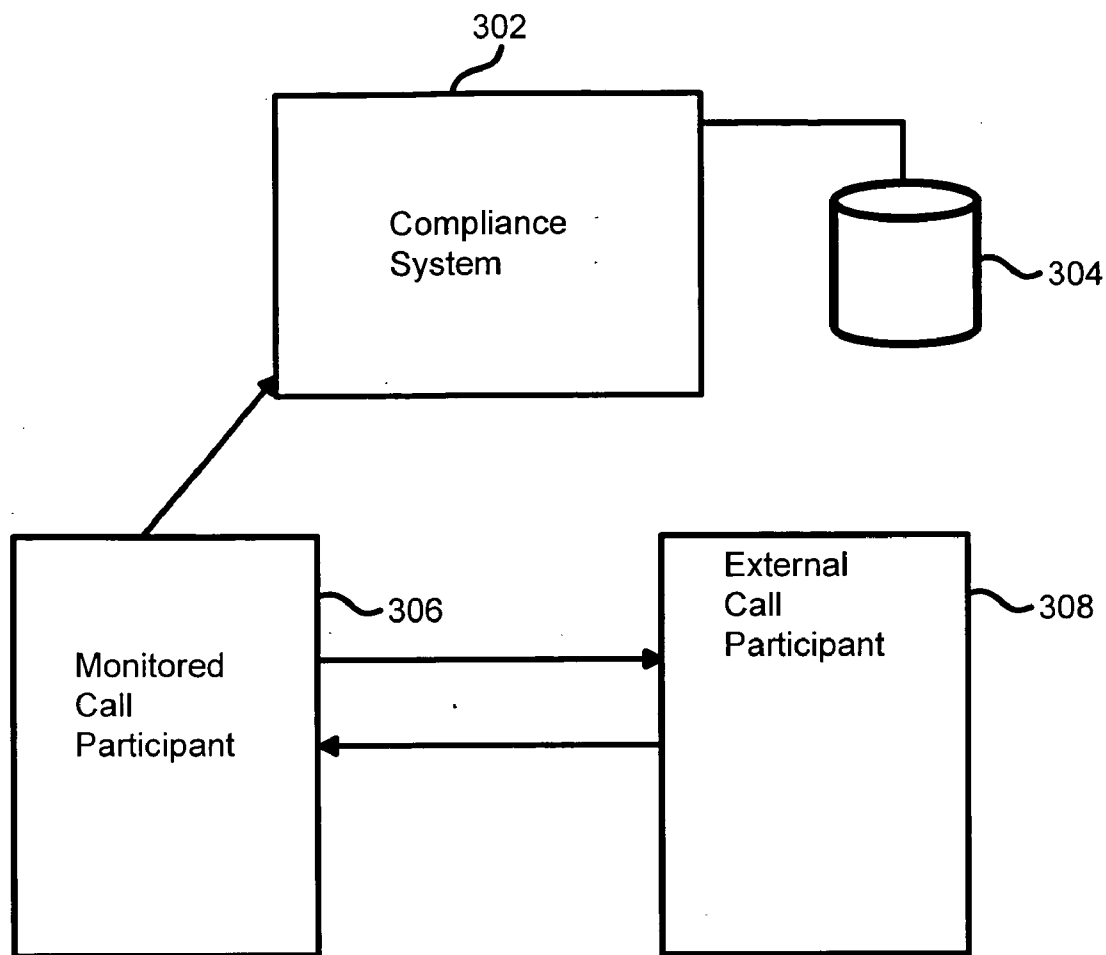 302
Compliance
System
304
306
Monitored
Call
Participant
External
Call
Participant
308